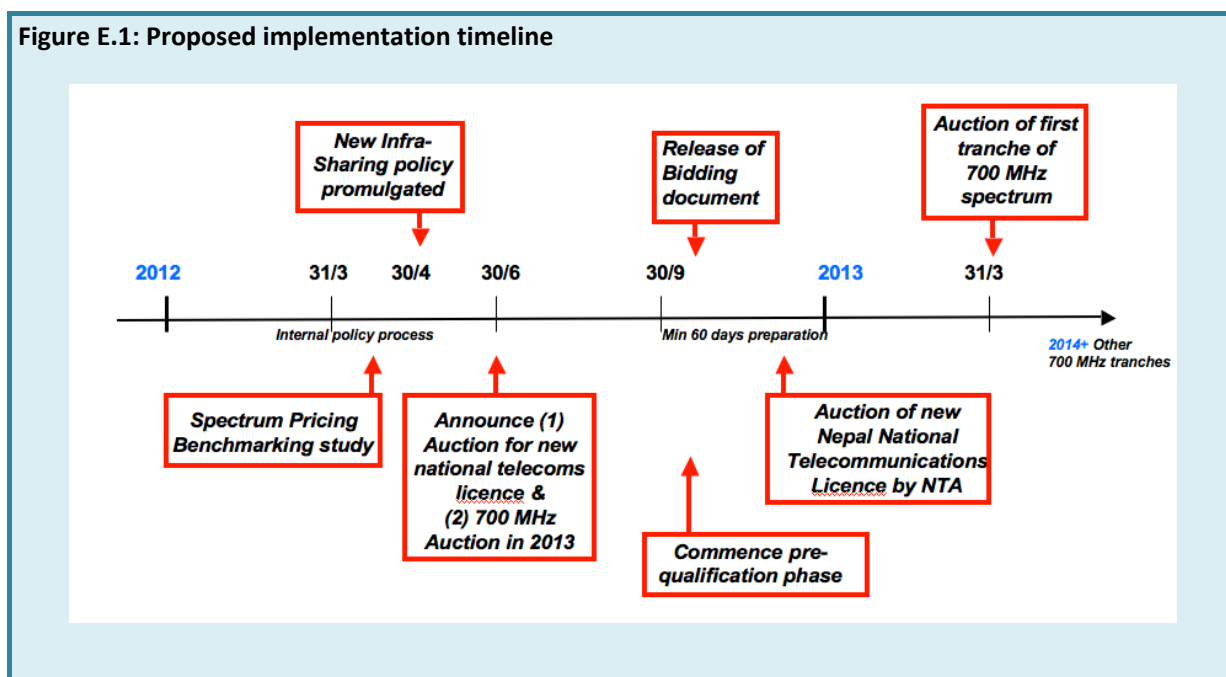 Figure E.1: Proposed implementation timeline
New Infra-
Sharing policy
promulgated
Release of
Bidding
document
Auction of first
tranche of
700 MHz
spectrum
2012
31/3
30/4
30/6
30/9
2013
31/3
Internal policy process
Min 60 days preparation
2014+ Other
700 MHz tranches
Spectrum Pricing
Benchmarking study
Announce (1)
Auction for new
national telecoms
licence &
(2) 700 MHz
Auction in 2013
Commence pre-
qualification phase
Auction of new
Nepal National
Telecommunications
Licence by NTA